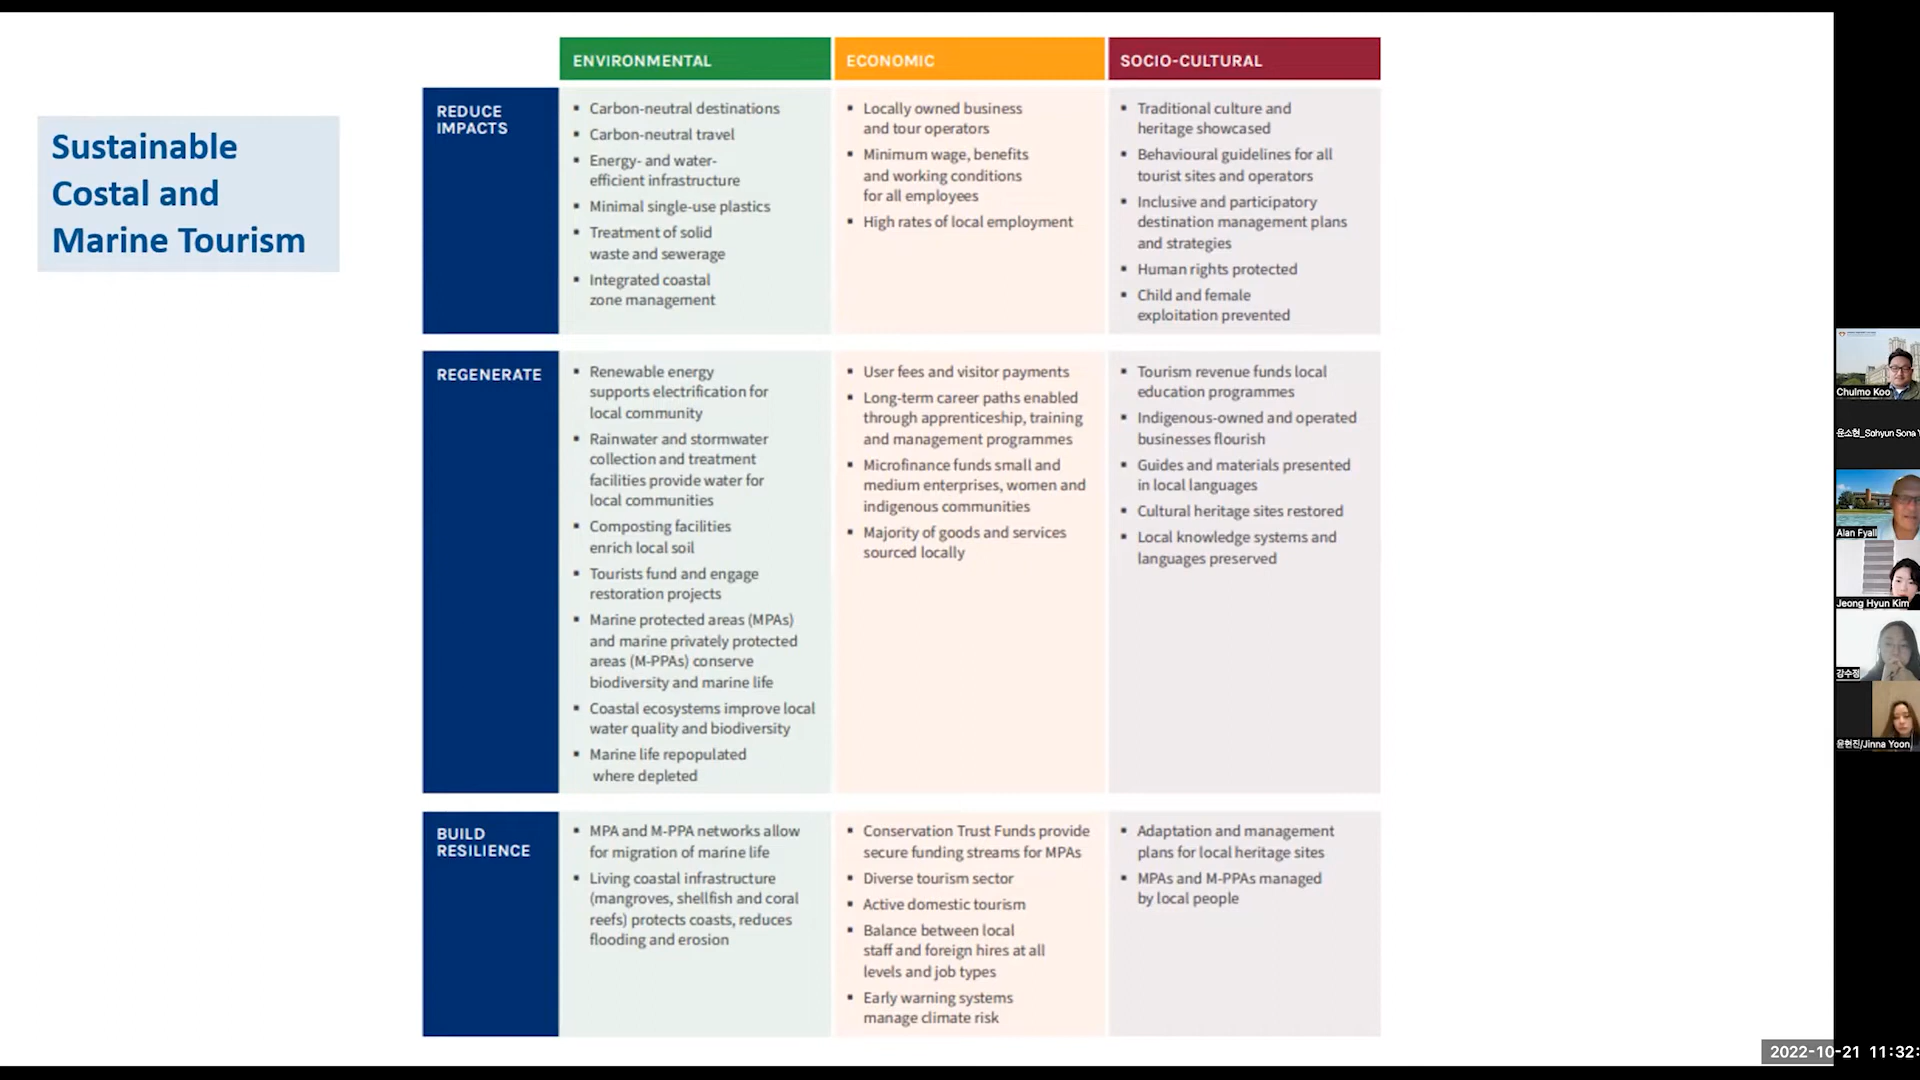 Sustainable
Costal and
Marine Tourism
ENVIRONMENTAL
ECONOMIC
SOCIO-CULTURAL
REDUCE
IMPACTS
▪ Carbon-neutral destinations
▪ Carbon-neutral travel
▪ Energy- and water-
efficient infrastructure
▪ Minimal single-use plastics
▪ Treatment of solid
waste and sewerage
▪ Integrated coastal
zone management
▪ Locally owned business
and tour operators
▪ Minimum wage, benefits
and working conditions
for all employees
▪ High rates of local employment
▪ Traditional culture and
heritage showcased
▪ Behavioural guidelines for all
tourist sites and operators
▪ Inclusive and participatory
destination management plans
and strategies
▪ Human rights protected
▪ Child and female
exploitation prevented
REGENERATE
▪ Renewable energy
supports electrification for
local community
▪ Rainwater and stormwater
collection and treatment
facilities provide water for
local communities
▪ Composting facilities
enrich local soil
▪ Tourists fund and engage
restoration projects
▪ Marine protected areas (MPAs)
and marine privately protected
areas (M-PPAs) conserve
biodiversity and marine life
▪ Coastal ecosystems improve local
water quality and biodiversity
▪ Marine life repopulated
where depleted
▪ User fees and visitor payments
▪ Long-term career paths enabled
through apprenticeship, training
and management programmes
▪ Microfinance funds small and
medium enterprises, women and
indigenous communities
▪ Majority of goods and services
sourced locally
▪ Tourism revenue funds local
education programmes
▪ Indigenous-owned and operated
businesses flourish
▪ Guides and materials presented
in local languages
▪ Cultural heritage sites restored
▪ Local knowledge systems and
languages preserved
BUILD
RESILIENCE
▪ MPA and M-PPA networks allow
for migration of marine life
▪ Living coastal infrastructure
(mangroves, shellfish and coral
reefs) protects coasts, reduces
flooding and erosion
▪ Conservation Trust Funds provide
secure funding streams for MPAs
▪ Diverse tourism sector
▪ Active domestic tourism
▪ Balance between local
staff and foreign hires at all
levels and job types
▪ Early warning systems
manage climate risk
▪ Adaptation and management
plans for local heritage sites
▪ MPAs and M-PPAs managed
by local people
Chulmo Koo
윤소현_Sohyun Sona Y
Alan Fyall
Jeong Hyun Kim
강수정
윤현진/Jinna Yoon
2022-10-21 11:32: